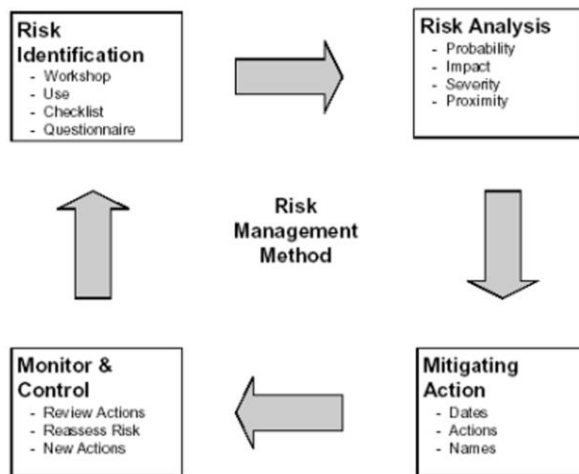 Risk
Identification
- Workshop
- Use
- Checklist
- Questionnaire
Risk Analysis
- Probability
- Impact
- Severity
- Proximity
Risk
Management
Method
Monitor &
Control
- Review Actions
- Reassess Risk
- New Actions
Mitigating
Action
- Dates
- Actions
- Names